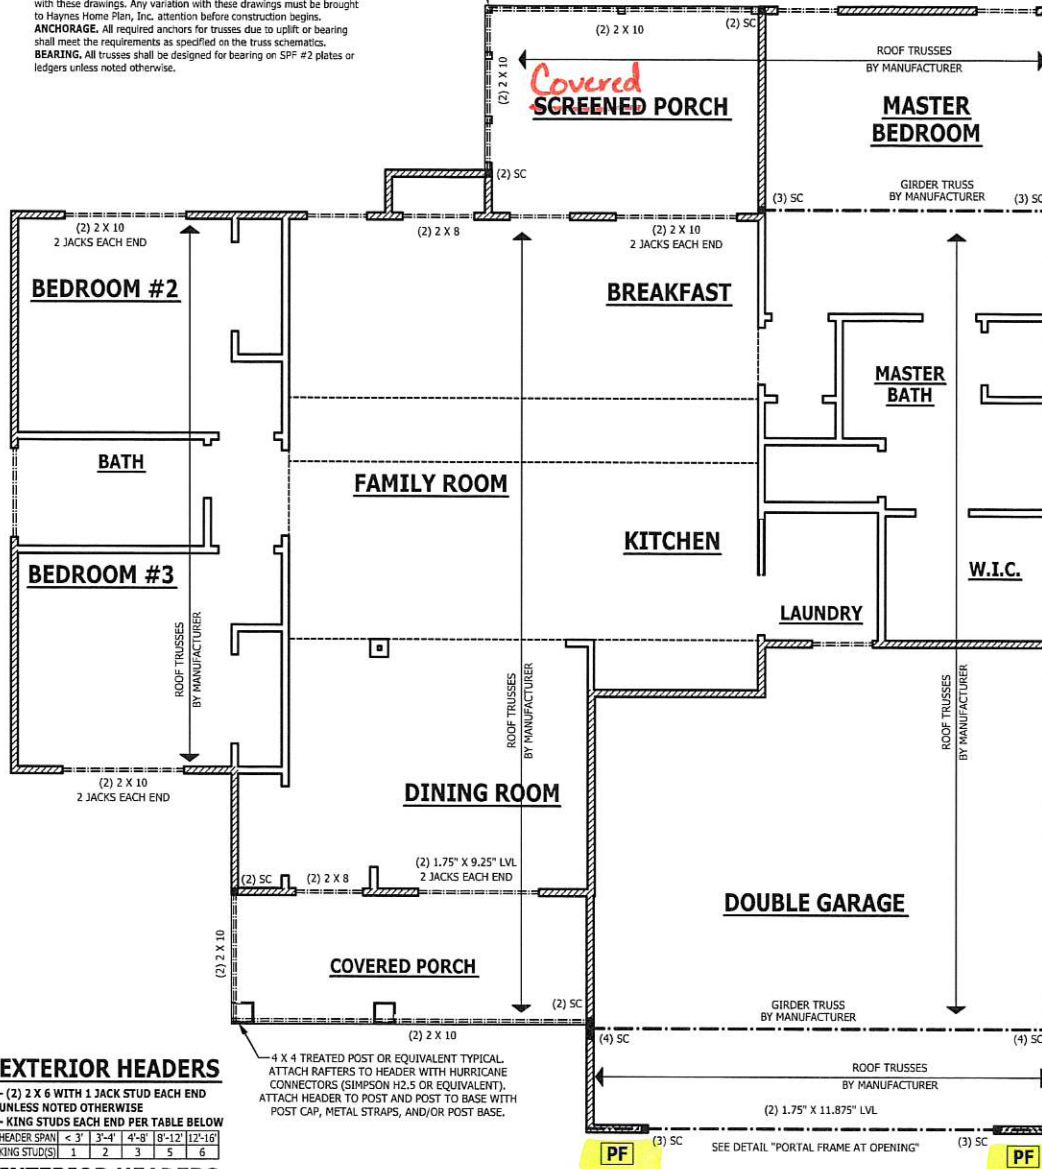 with these drawings. Any variation with these drawings must be brought
to Haynes Home Plan, Inc. attention before construction begins.
ANCHORAGE. All required anchors for trusses due to uplift or bearing
shall meet the requirements as specified on the truss schematics.
BEARING. All trusses shall be designed for bearing on SPF #2 plates or
ledgers unless noted otherwise.
(2) 2 X 10
(2) SC
(2) 2 X 10
ROOF TRUSSES
BY MANUFACTURER
Covered
SCREENED PORCH
MASTER
BEDROOM
(2) SC
GIRDER TRUSS
BY MANUFACTURER
(3) SC
(3) SC
(2) 2 X 10
2 JACKS EACH END
(2) 2 X 8
(2) 2 X 10
2 JACKS EACH END
BEDROOM #2
BREAKFAST
MASTER
BATH
BATH
FAMILY ROOM
KITCHEN
BEDROOM #3
W.I.C.
LAUNDRY
ROOF TRUSSES
BY MANUFACTURER
ROOF TRUSSES
BY MANUFACTURER
ROOF TRUSSES
BY MANUFACTURER
(2) 2 X 10
2 JACKS EACH END
DINING ROOM
(2) 1.75" X 9.25" LVL
2 JACKS EACH END
(2) SC
(2) 2 X 8
DOUBLE GARAGE
(2) 2 X 10
COVERED PORCH
(2) SC
GIRDER TRUSS
BY MANUFACTURER
(2) 2 X 10
(4) SC
(4) SC
4 X 4 TREATED POST OR EQUIVALENT TYPICAL.
ATTACH RAFTERS TO HEADER WITH HURRICANE
CONNECTORS (SIMPSON H2.5 OR EQUIVALENT).
ATTACH HEADER TO POST AND POST TO BASE WITH
POST CAP, METAL STRAPS, AND/OR POST BASE.
ROOF TRUSSES
BY MANUFACTURER
(2) 1.75" X 11.875" LVL
EXTERIOR HEADERS
- (2) 2 X 6 WITH 1 JACK STUD EACH END
UNLESS NOTED OTHERWISE
- KING STUDS EACH END PER TABLE BELOW
HEADER SPAN < 3' 3'-4' 4'-8' 8'-12' 12'-16'
KING STUD(S) 1 2 3 5 6
PF
(3) SC
SEE DETAIL "PORTAL FRAME AT OPENING"
(3) SC
PF